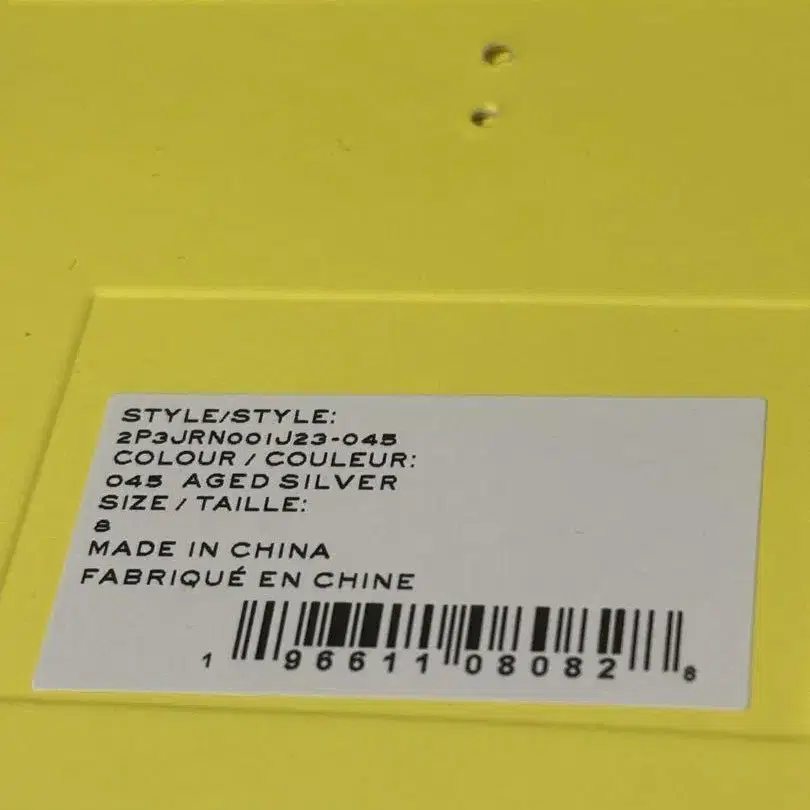 STYLE/STYLE:
2P3JRN001J23-045
COLOUR / COULEUR:
045 AGED SILVER
SIZE / TAILLE:
8
MADE IN CHINA
FABRIQUÉ EN CHINE
1 96611 08082 8